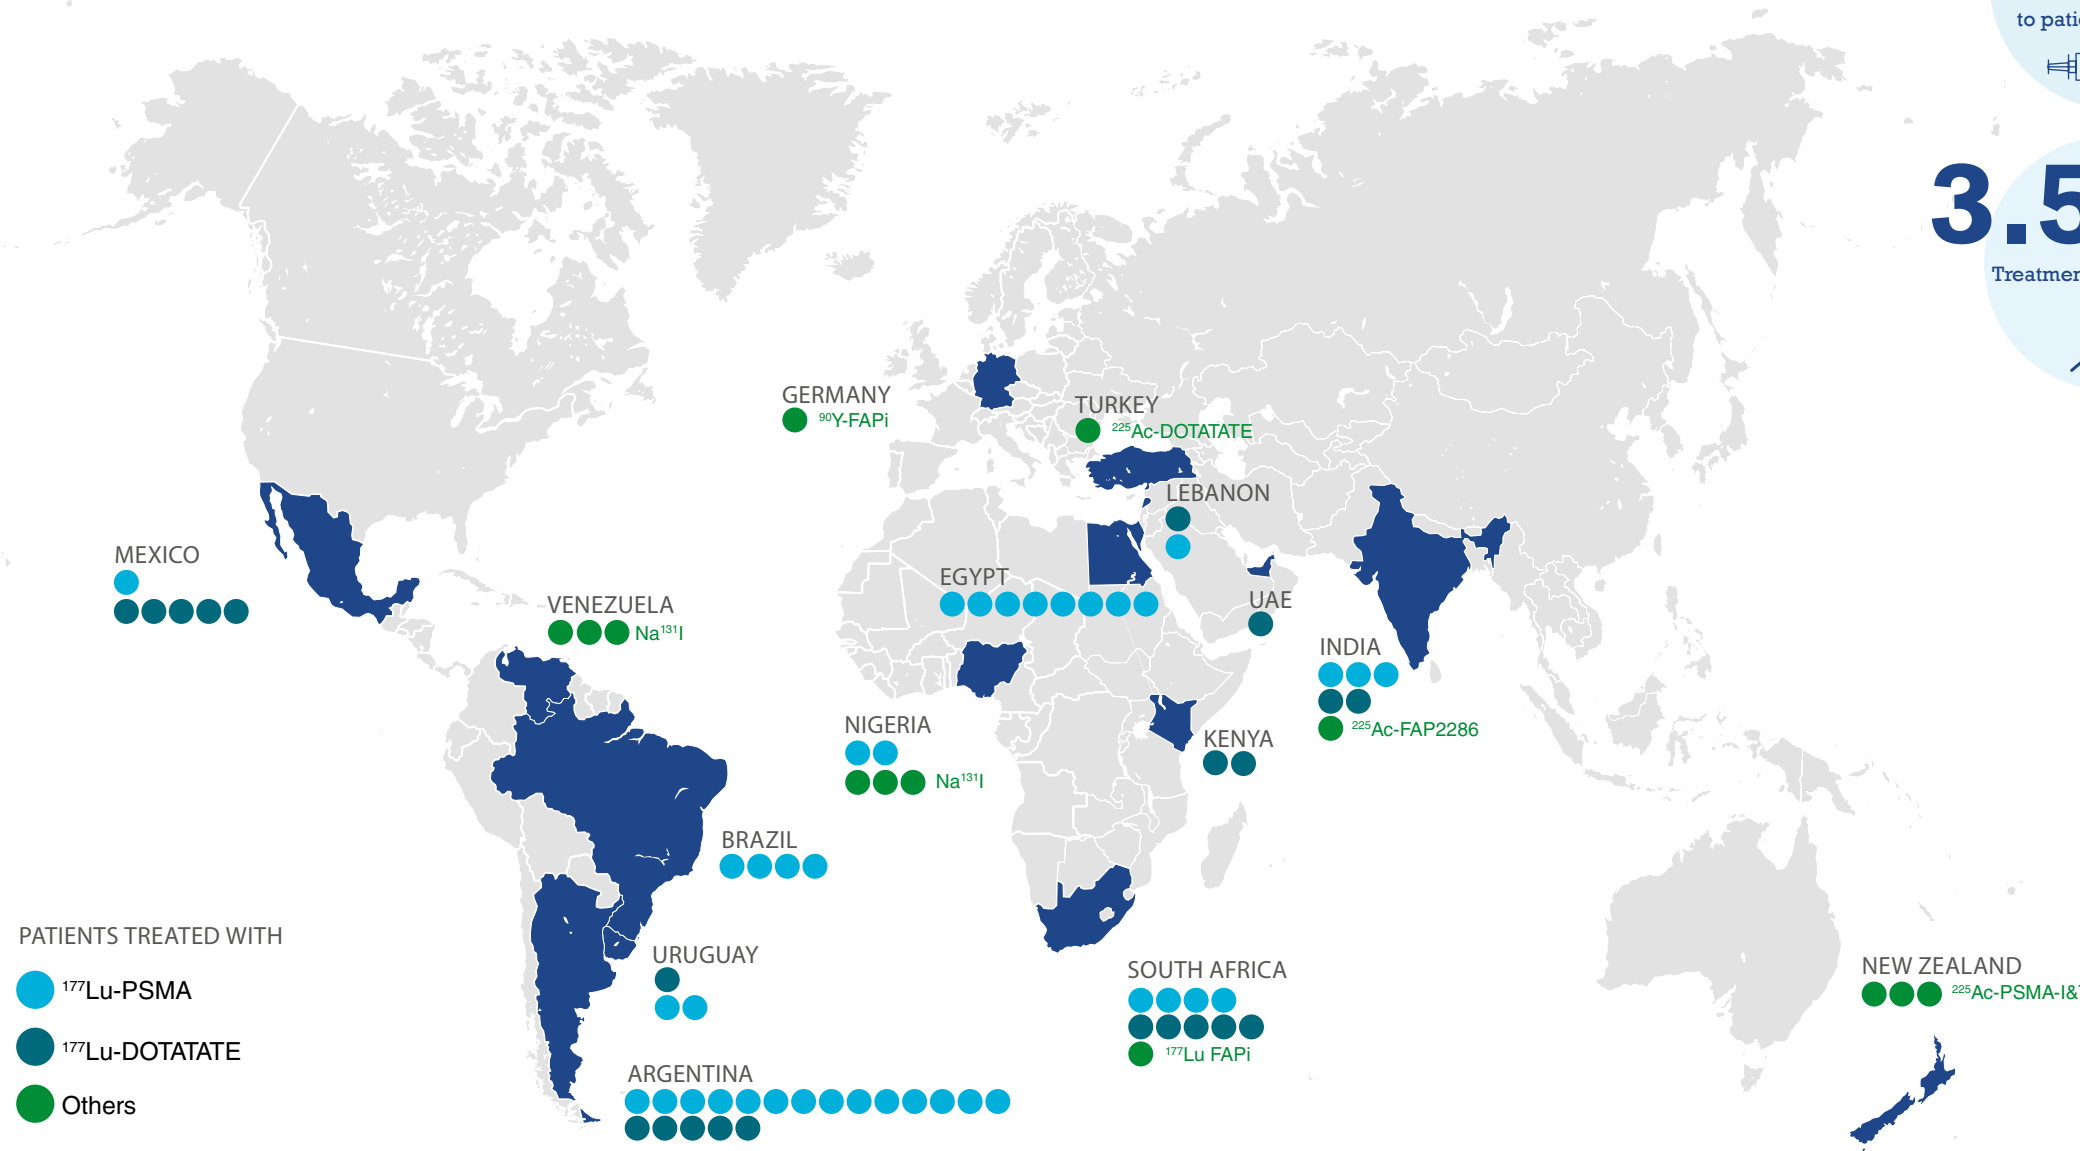 to
3.5
GERMANY
⁹⁰Y-FAPi
TURKEY
²²⁵Ac-DOTATATE
LEBANON
MEXICO
EGYPT
VENEZUELA
Na¹³¹I
UAE
INDIA
²²⁵Ac-FAP2286
NIGERIA
Na¹³¹I
KENYA
BRAZIL
PATIENTS TREATED WITH
¹⁷⁷Lu-PSMA
¹⁷⁷Lu-DOTATATE
Others
URUGUAY
SOUTH AFRICA
¹⁷⁷Lu FAPi
NEW ZEALAND
²²⁵Ac-PSMA-I&T
ARGENTINA